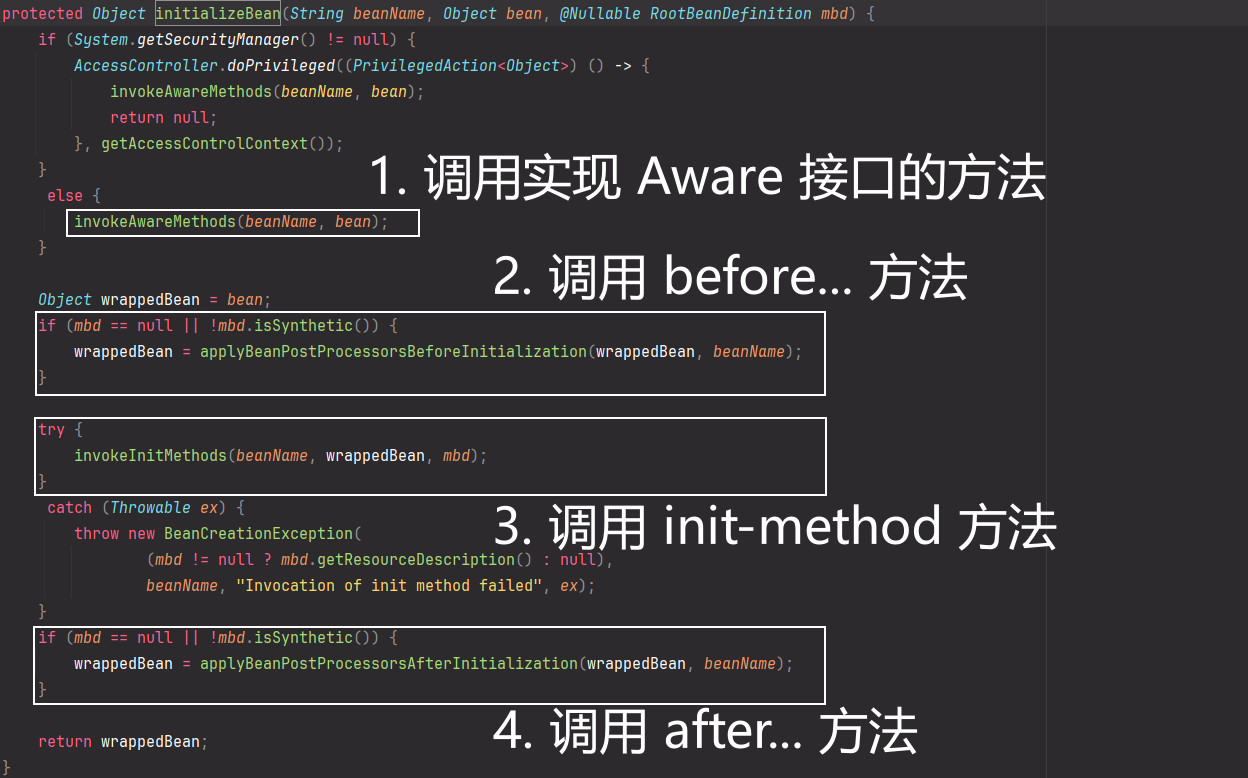 protected Object initializeBean(String beanName, Object bean, @Nullable RootBeanDefinition mbd) {
if (System.getSecurityManager() != null) {
AccessController.doPrivileged((PrivilegedAction<Object>) () -> {
invokeAwareMethods(beanName, bean);
return null;
}, getAccessControlContext());
}
1. 调用实现 Aware 接口的方法
else {
invokeAwareMethods(beanName, bean);
}
2. 调用 before... 方法
Object wrappedBean = bean;
if (mbd == null || !mbd.isSynthetic()) {
wrappedBean = applyBeanPostProcessorsBeforeInitialization(wrappedBean, beanName);
}
try {
invokeInitMethods(beanName, wrappedBean, mbd);
}
catch (Throwable ex) {
throw new BeanCreationException(
3. 调用 init-method 方法
(mbd != null ? mbd.getResourceDescription() : null),
beanName, "Invocation of init method failed", ex);
}
if (mbd == null || !mbd.isSynthetic()) {
wrappedBean = applyBeanPostProcessorsAfterInitialization(wrappedBean, beanName);
}
4. 调用 after... 方法
return wrappedBean;
}